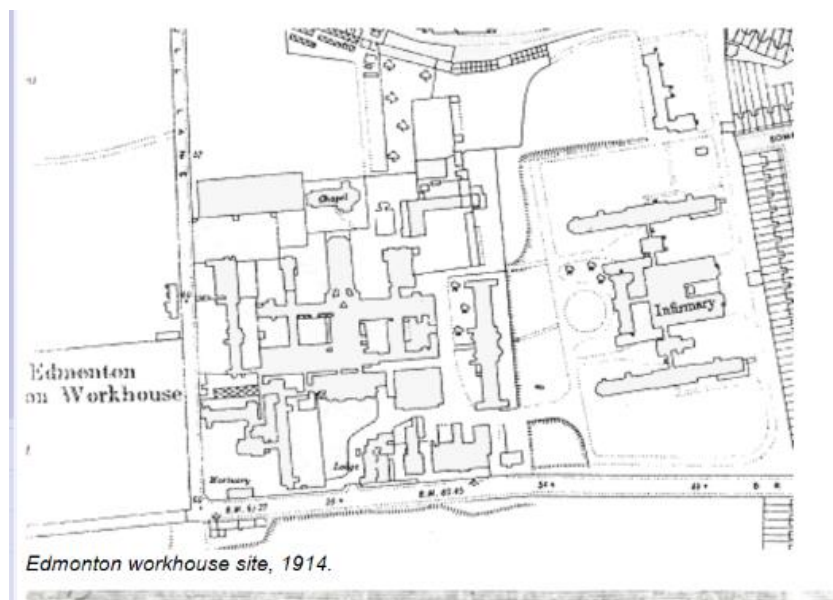 Chapel
Infirmary
Edmonton
on Workhouse
Lodge
Mortuary
Edmonton workhouse site, 1914.